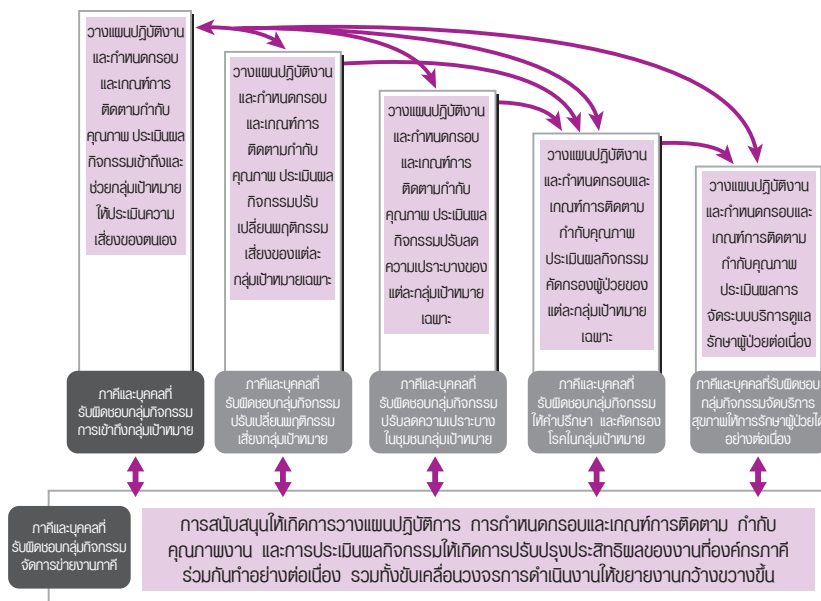 วางแผนปฏิบัติงาน
และกำหนดกรอบ
และเกณฑ์การ
ติดตามกำกับ
คุณภาพ ประเมินผล
กิจกรรมเข้าถึงและ
ช่วยกลุ่มเป้าหมาย
ให้ประเมินความ
เสี่ยงของตนเอง
วางแผนปฏิบัติงาน
และกำหนดกรอบ
และเกณฑ์การ
ติดตามกำกับ
คุณภาพ ประเมินผล
กิจกรรมปรับ
เปลี่ยนพฤติกรรม
เสี่ยงของแต่ละ
กลุ่มเป้าหมายเฉพาะ
วางแผนปฏิบัติงาน
และกำหนดกรอบ
และเกณฑ์การ
ติดตามกำกับ
คุณภาพ ประเมินผล
กิจกรรมปรับลด
ความเปราะบางของ
แต่ละกลุ่มเป้าหมาย
เฉพาะ
วางแผนปฏิบัติงาน
และกำหนดกรอบและ
เกณฑ์การติดตาม
กำกับคุณภาพ
ประเมินผลกิจกรรม
คัดกรองผู้ป่วยของ
แต่ละกลุ่มเป้าหมาย
เฉพาะ
วางแผนปฏิบัติงาน
และกำหนดกรอบและ
เกณฑ์การติดตาม
กำกับคุณภาพ
ประเมินผลการ
จัดระบบบริการดูแล
รักษาผู้ป่วยต่อเนื่อง
ภาคีและบุคคลที่
รับผิดชอบกลุ่มกิจกรรม
การเข้าถึงกลุ่มเป้าหมาย
ภาคีและบุคคลที่
รับผิดชอบกลุ่มกิจกรรม
ปรับเปลี่ยนพฤติกรรม
เสี่ยงกลุ่มเป้าหมาย
ภาคีและบุคคลที่
รับผิดชอบกลุ่มกิจกรรม
ปรับลดความเปราะบาง
ในชุมชนกลุ่มเป้าหมาย
ภาคีและบุคคลที่
รับผิดชอบกลุ่มกิจกรรม
ให้คำปรึกษา และคัดกรอง
โรคในกลุ่มเป้าหมาย
ภาคีและบุคคลที่รับผิดชอบ
กลุ่มกิจกรรมจัดบริการ
สุขภาพให้การรักษาผู้ป่วยได้
อย่างต่อเนื่อง
ภาคีและบุคคลที่
รับผิดชอบกลุ่มกิจกรรม
จัดการข่ายงานภาคี
การสนับสนุนให้เกิดการวางแผนปฏิบัติการ การกำหนดกรอบและเกณฑ์การติดตาม กำกับ
คุณภาพงาน และการประเมินผลกิจกรรมให้เกิดการปรับปรุงประสิทธิผลของงานที่องค์กรภาคี
ร่วมกันทำอย่างต่อเนื่อง รวมทั้งขับเคลื่อนวงจรการดำเนินงานให้ขยายงานกว้างขวางขึ้น